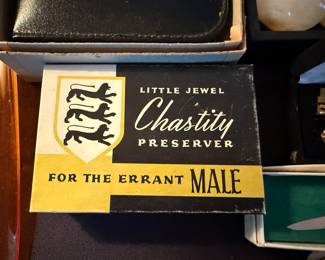 LITTLE JEWEL
Chastity
PRESERVER
FOR THE ERRANT MALE